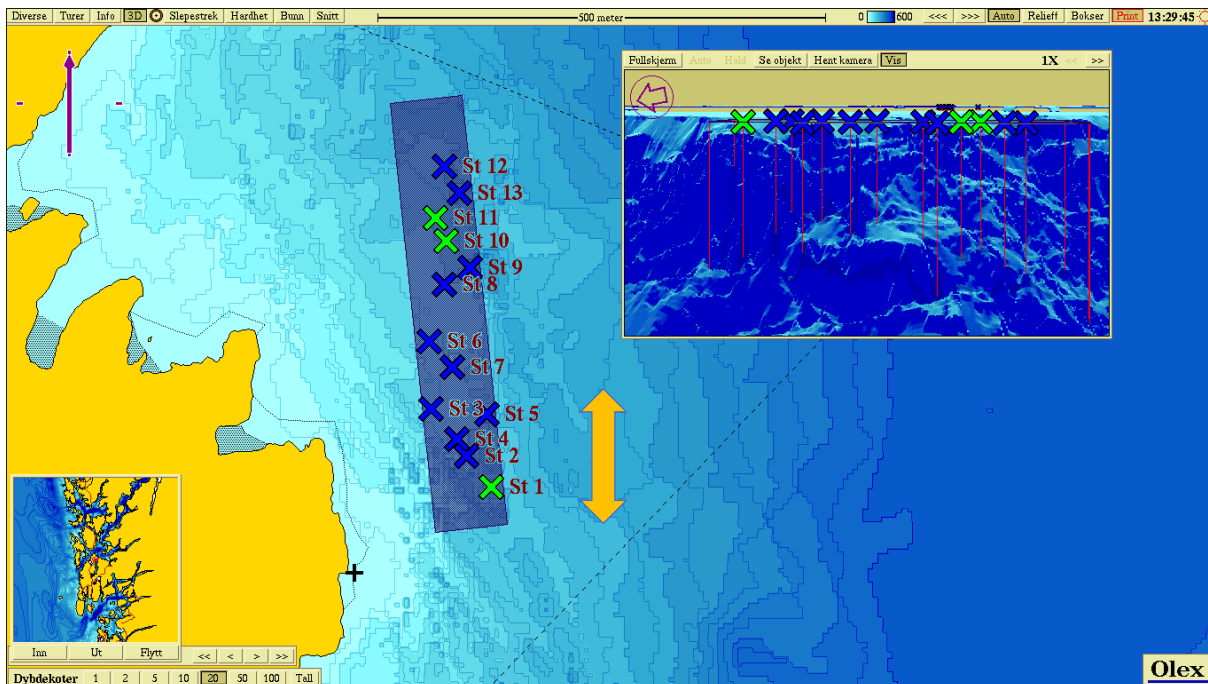 Diverse Turer Info 3D Slepestrek Hardhet Bunn Snitt 500 meter 0 600 <<< >>> Auto Relieff Bokser Print 13:29:45
Fullskjerm Auto Hold Se objekt Hent kamera Vis 1X << >>
St 12
St 13
St 11
St 10
St 9
St 8
St 6
St 7
St 3
St 5
St 4
St 2
St 1
Inn Ut Flytt << < > >>
Dybdekoter 1 2 5 10 20 50 100 Tall
Olex